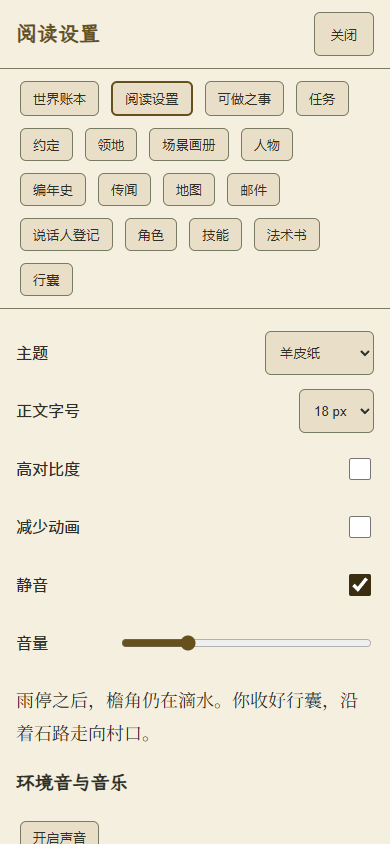 阅读设置
关闭
世界账本
阅读设置
可做之事
任务
约定
领地
场景画册
人物
编年史
传闻
地图
邮件
说话人登记
角色
技能
法术书
行囊
主题
羊皮纸
正文字号
18 px
高对比度
减少动画
静音
音量
雨停之后，檐角仍在滴水。你收好行囊，沿
着石路走向村口。
环境音与音乐
开启声音